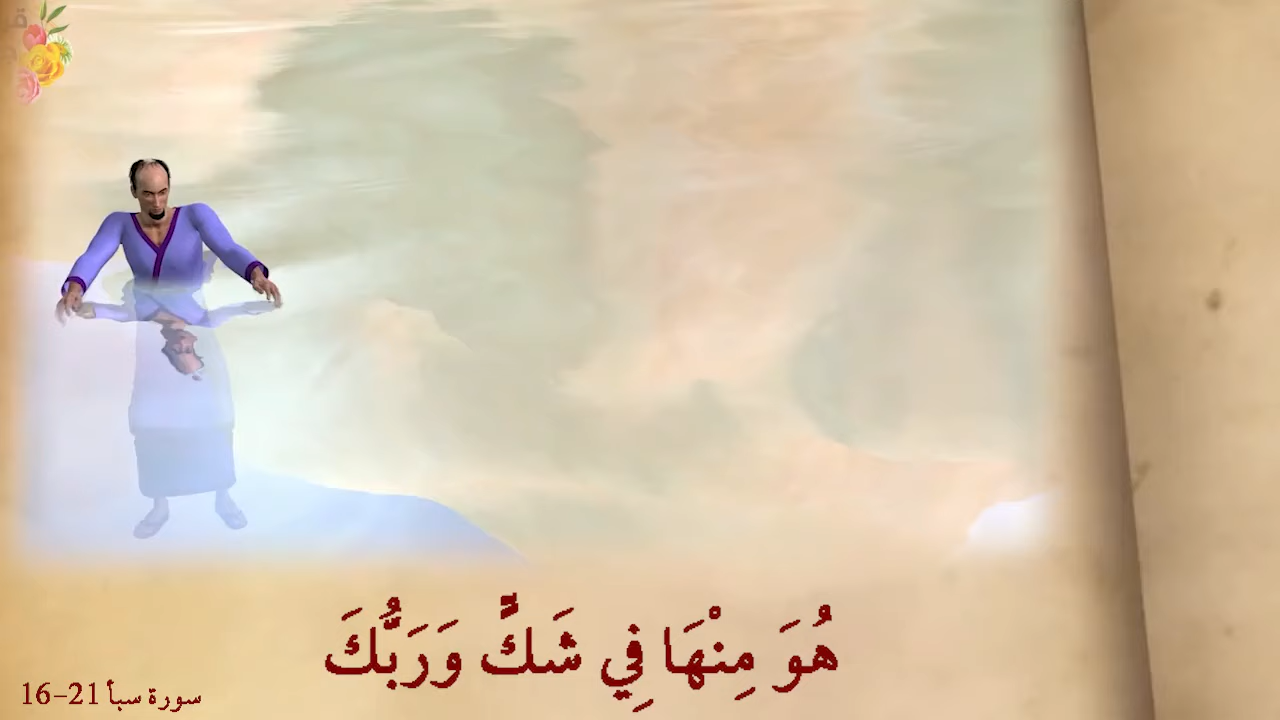 هُوَ مِنْهَا فِي شَكٍّ وَرَبُّكَ
سورة سبأ 21-16